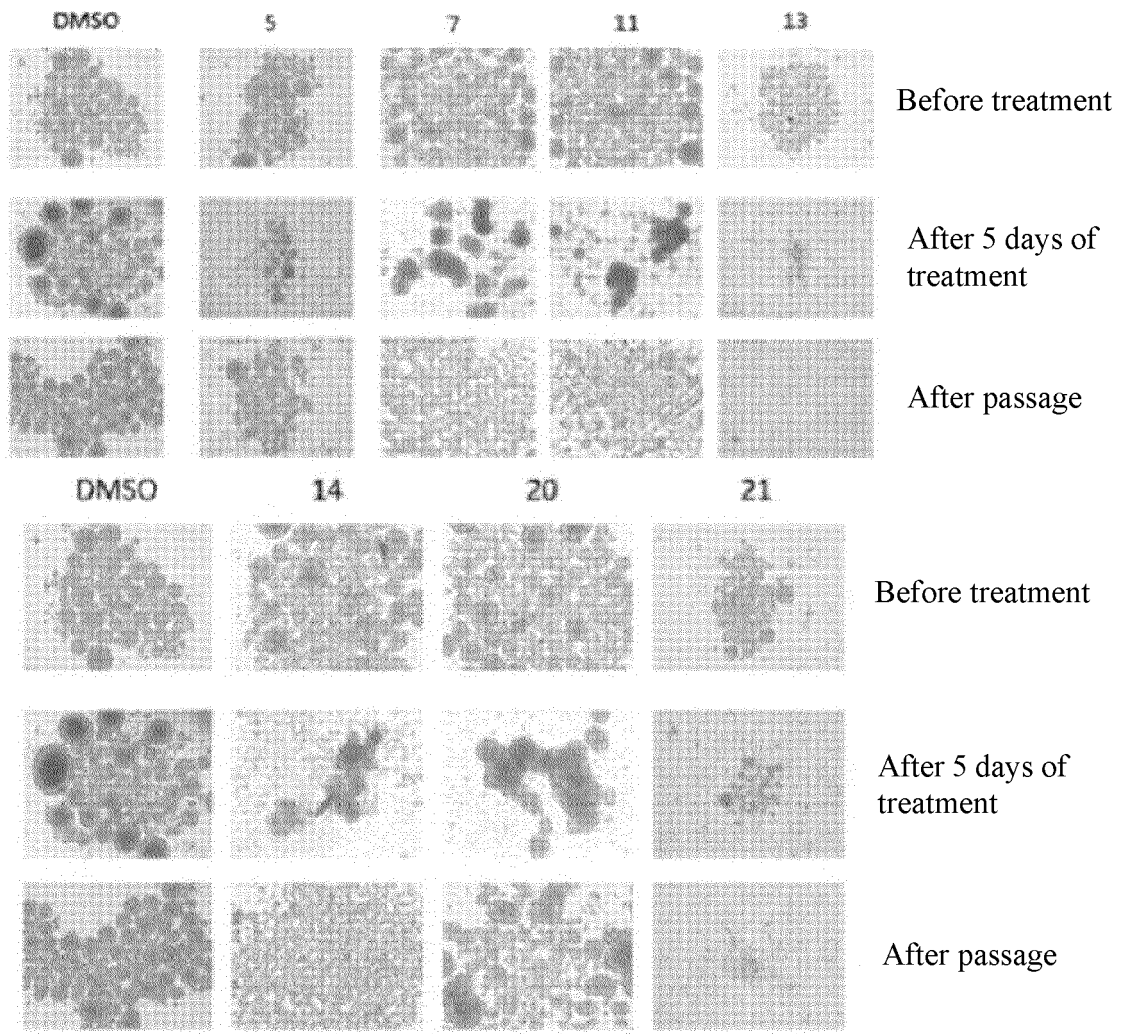 DMSO 5 7 11 13
Before treatment
After 5 days of
treatment
After passage
DMSO 14 20 21
Before treatment
After 5 days of
treatment
After passage